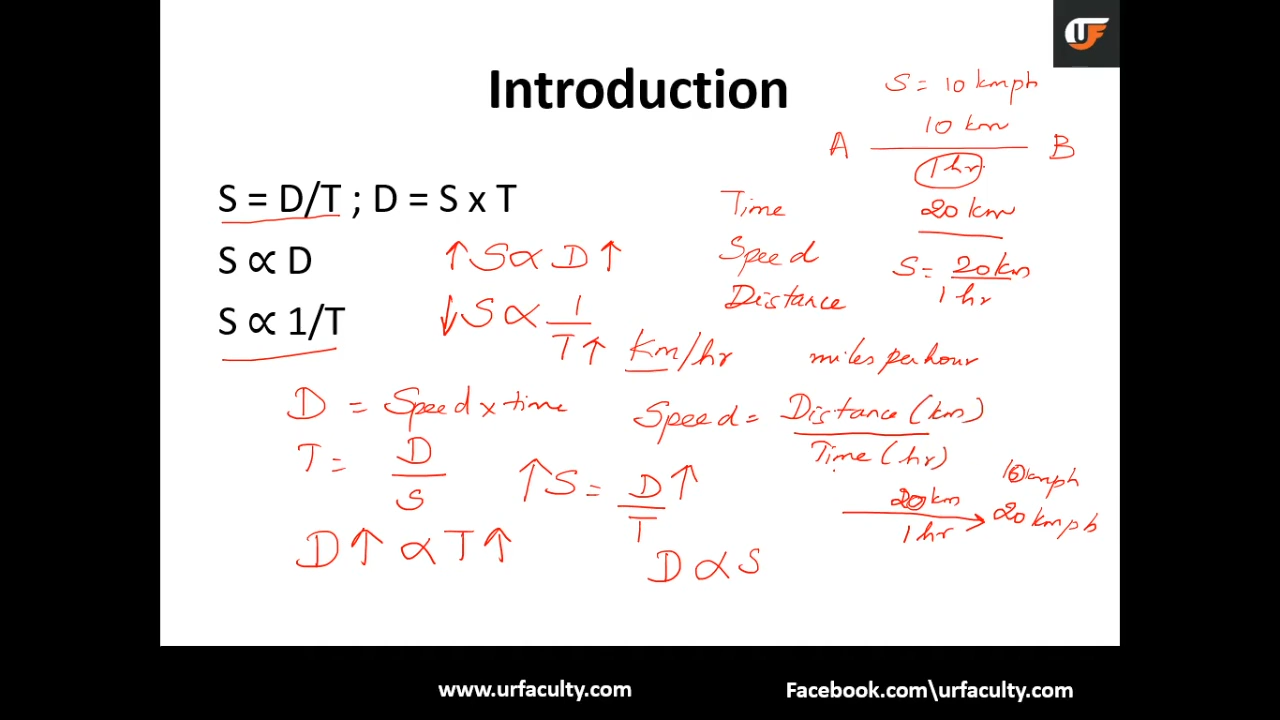 UF
Introduction
S = 10 kmph
10 km
A B
1 hr
S = D/T ; D = S x T
Time
20 km
Speed
S ∝ D
↑ S ∝ D ↑
S = 20 km
1 hr
Distance
S ∝ 1/T
↓ S ∝ 1
T ↑
Km/hr
miles per hour
D = Speed x time
Speed = Distance (km)
Time (hr)
T = D
S
↑ S = D ↑
T
10 kmph
20 km
1 hr
20 kmph
D ↑ ∝ T ↑
D ∝ S
www.urfaculty.com
Facebook.com\urfaculty.com